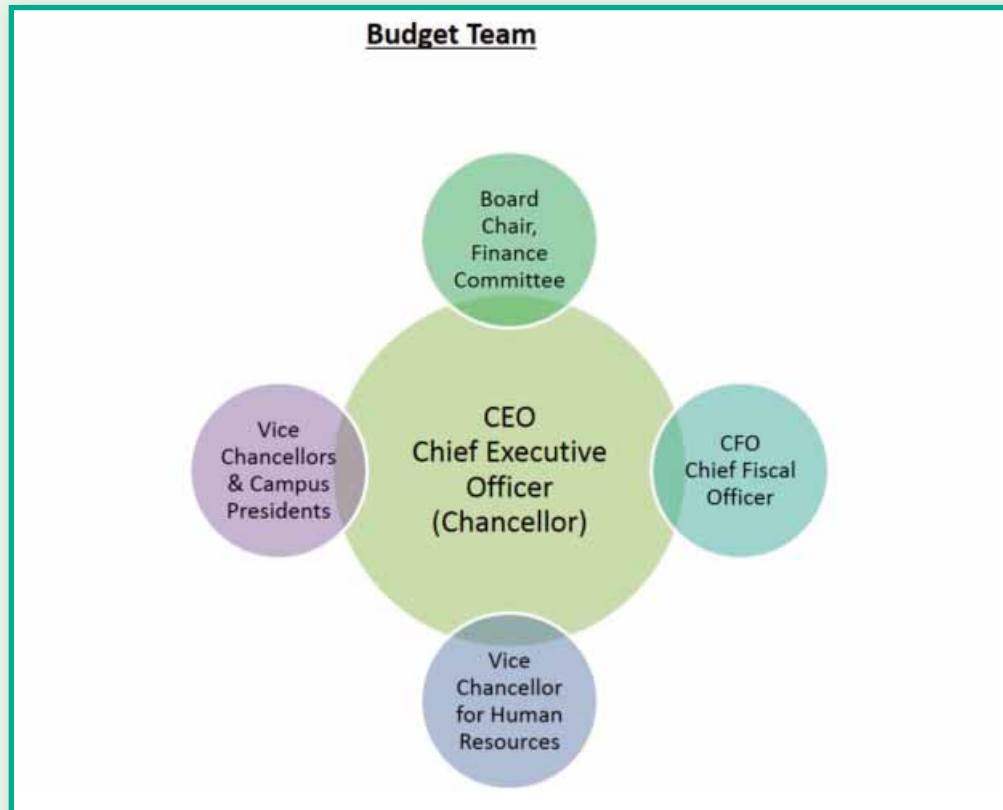 Budget Team
Board
Chair,
Finance
Committee
CEO
Chief Executive
Officer
(Chancellor)
Vice
Chancellors
& Campus
Presidents
CFO
Chief Fiscal
Officer
Vice
Chancellor
for Human
Resources